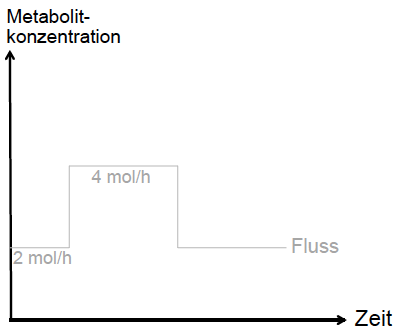 Metabolit-
konzentration
4 mol/h
Fluss
2 mol/h
Zeit